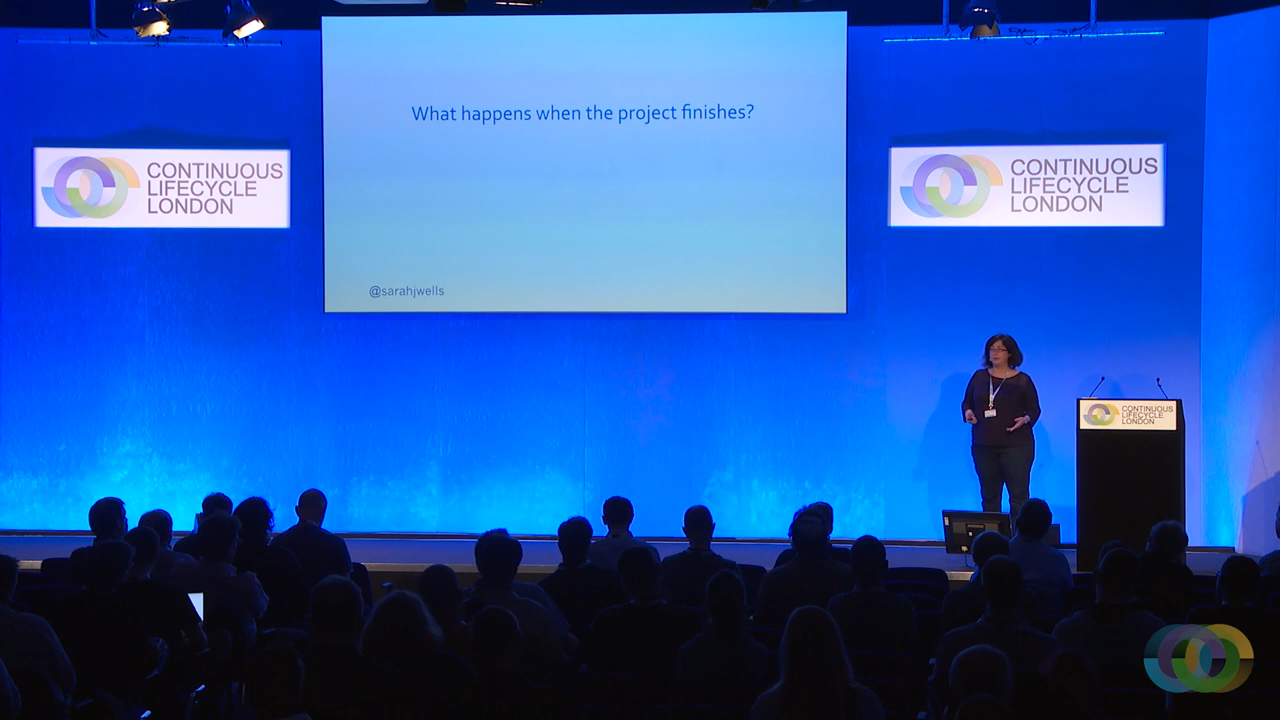 What happens when the project finishes?
@sarahjwells
CONTINUOUS
LIFECYCLE
LONDON
CONTINUOUS
LIFECYCLE
LONDON
CONTINUOUS
LIFECYCLE
LONDON